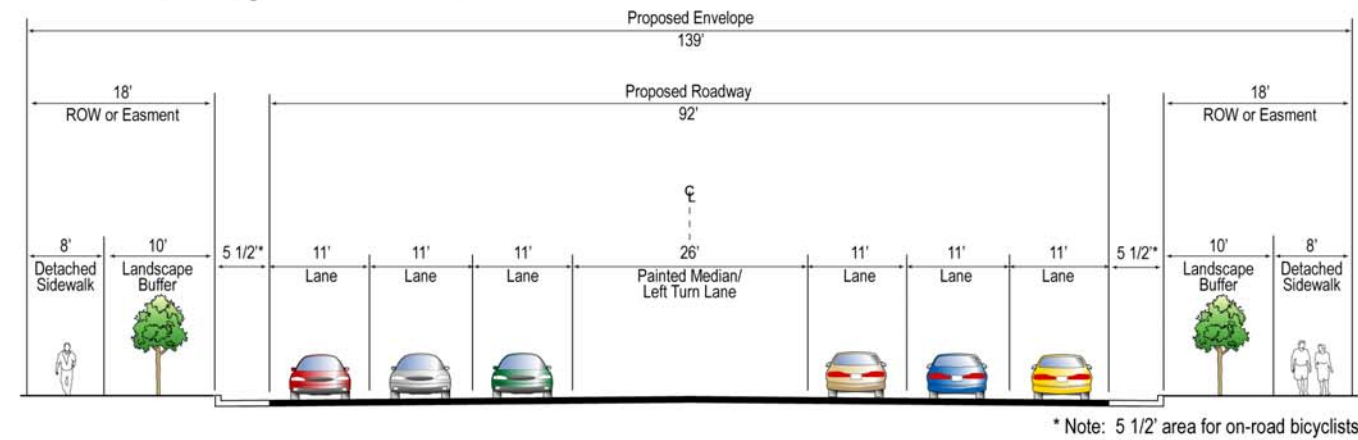 Proposed Envelope
139'
18'
ROW or Easment
Proposed Roadway
92'
18'
ROW or Easment
℄
8'
Detached
Sidewalk
10'
Landscape
Buffer
5 1/2'*
11'
Lane
11'
Lane
11'
Lane
26'
Painted Median/
Left Turn Lane
11'
Lane
11'
Lane
11'
Lane
5 1/2'*
10'
Landscape
Buffer
8'
Detached
Sidewalk
* Note: 5 1/2' area for on-road bicyclists